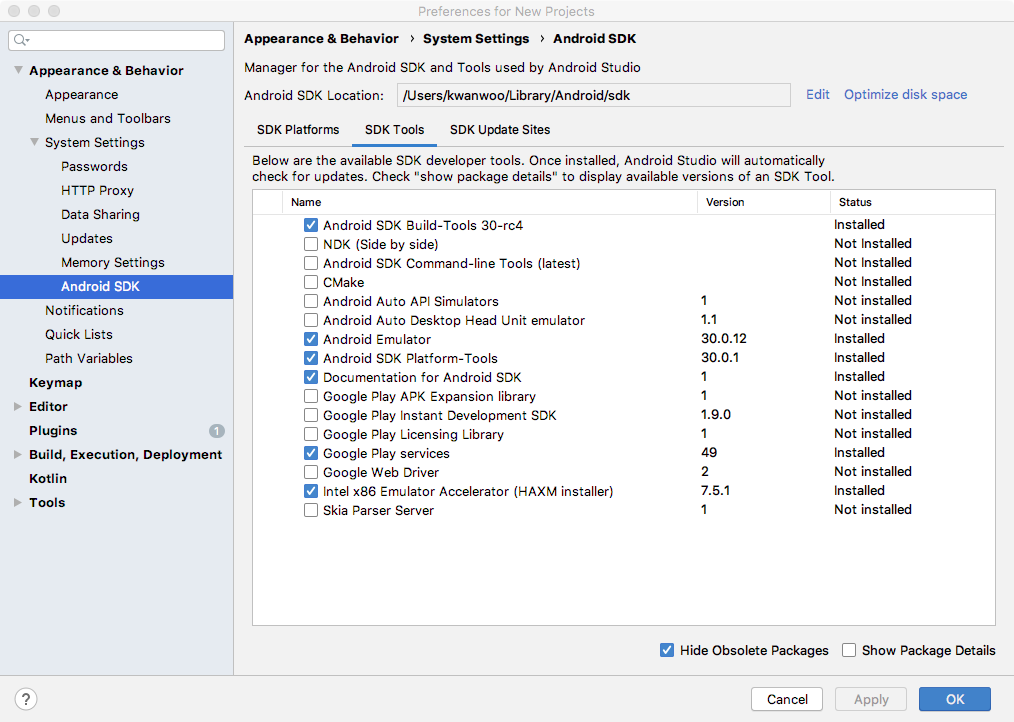 Preferences for New Projects
Appearance & Behavior
Appearance
Menus and Toolbars
System Settings
Passwords
HTTP Proxy
Data Sharing
Updates
Memory Settings
Android SDK
Notifications
Quick Lists
Path Variables
Keymap
Editor
Plugins 1
Build, Execution, Deployment
Kotlin
Tools
Appearance & Behavior › System Settings › Android SDK
Manager for the Android SDK and Tools used by Android Studio
Android SDK Location: /Users/kwanwoo/Library/Android/sdk Edit Optimize disk space
SDK Platforms SDK Tools SDK Update Sites
Below are the available SDK developer tools. Once installed, Android Studio will automatically
check for updates. Check "show package details" to display available versions of an SDK Tool.
Name Version Status
Android SDK Build-Tools 30-rc4 Installed
NDK (Side by side) Not Installed
Android SDK Command-line Tools (latest) Not Installed
CMake Not Installed
Android Auto API Simulators 1 Not installed
Android Auto Desktop Head Unit emulator 1.1 Not installed
Android Emulator 30.0.12 Installed
Android SDK Platform-Tools 30.0.1 Installed
Documentation for Android SDK 1 Installed
Google Play APK Expansion library 1 Not installed
Google Play Instant Development SDK 1.9.0 Not installed
Google Play Licensing Library 1 Not installed
Google Play services 49 Installed
Google Web Driver 2 Not installed
Intel x86 Emulator Accelerator (HAXM installer) 7.5.1 Installed
Skia Parser Server 1 Not installed
Hide Obsolete Packages Show Package Details
? Cancel Apply OK